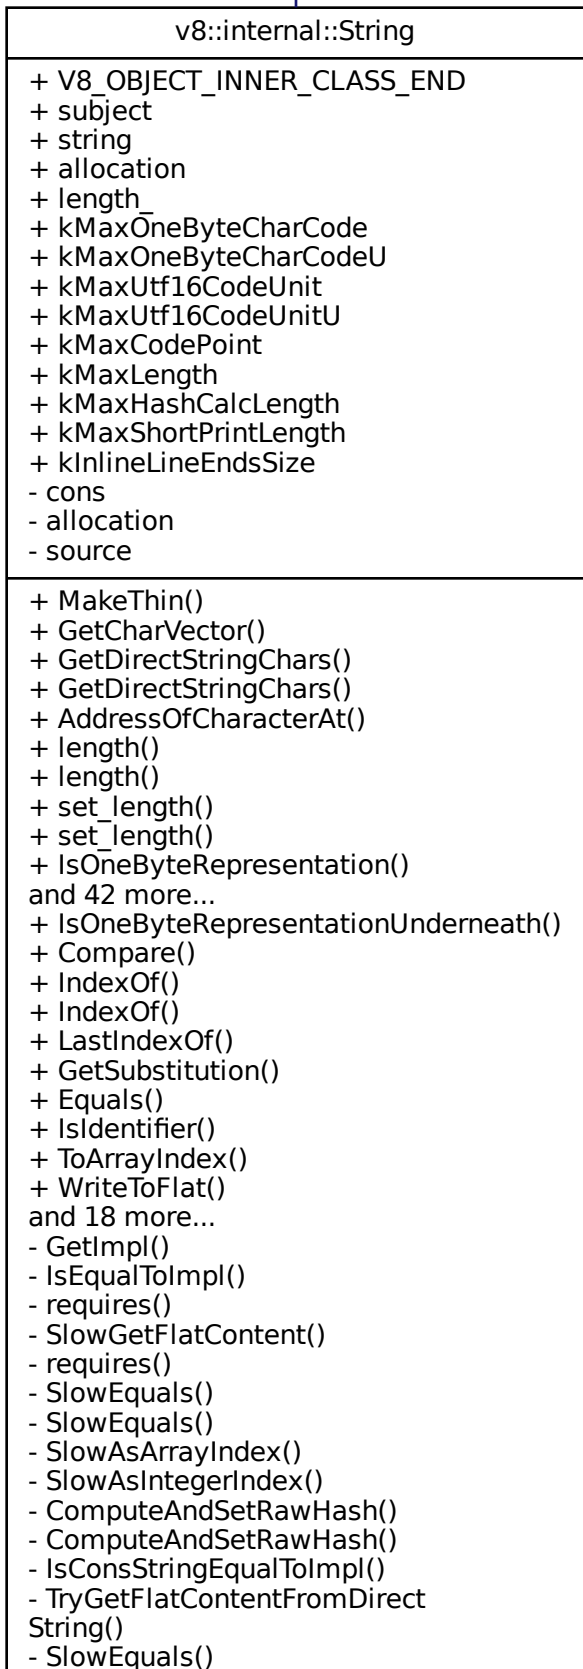 v8::internal::String
+ V8_OBJECT_INNER_CLASS_END
+ subject
+ string
+ allocation
+ length_
+ kMaxOneByteCharCode
+ kMaxOneByteCharCodeU
+ kMaxUtf16CodeUnit
+ kMaxUtf16CodeUnitU
+ kMaxCodePoint
+ kMaxLength
+ kMaxHashCalcLength
+ kMaxShortPrintLength
+ kInlineLineEndsSize
- cons
- allocation
- source
+ MakeThin()
+ GetCharVector()
+ GetDirectStringChars()
+ GetDirectStringChars()
+ AddressOfCharacterAt()
+ length()
+ length()
+ set_length()
+ set_length()
+ IsOneByteRepresentation()
and 42 more...
+ IsOneByteRepresentationUnderneath()
+ Compare()
+ IndexOf()
+ IndexOf()
+ LastIndexOf()
+ GetSubstitution()
+ Equals()
+ IsIdentifier()
+ ToArrayIndex()
+ WriteToFlat()
and 18 more...
- GetImpl()
- IsEqualToImpl()
- requires()
- SlowGetFlatContent()
- requires()
- SlowEquals()
- SlowEquals()
- SlowAsArrayIndex()
- SlowAsIntegerIndex()
- ComputeAndSetRawHash()
- ComputeAndSetRawHash()
- IsConsStringEqualToImpl()
- TryGetFlatContentFromDirect
String()
- SlowEquals()